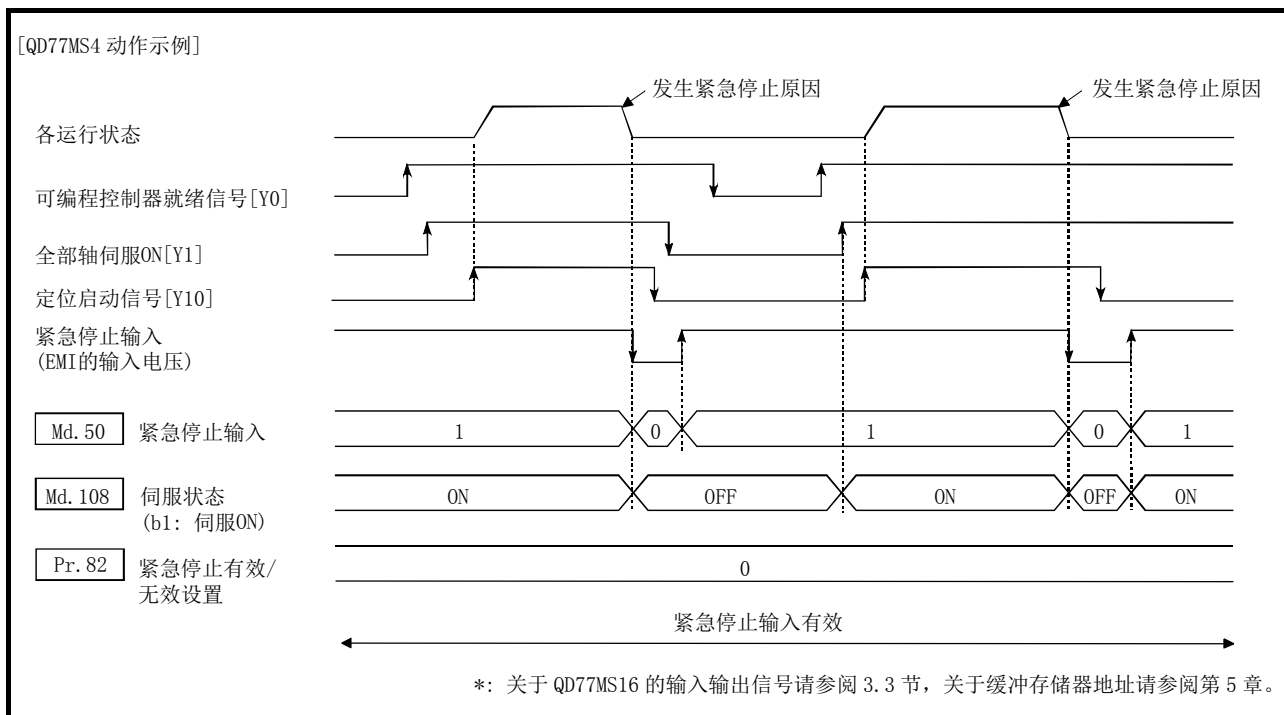 [QD77MS4 动作示例]
发生紧急停止原因
发生紧急停止原因
各运行状态
可编程控制器就绪信号[Y0]
全部轴伺服ON[Y1]
定位启动信号[Y10]
紧急停止输入
(EMI的输入电压)
Md.50 紧急停止输入 1 0 1 0 1
Md.108 伺服状态 ON OFF ON OFF ON
(b1: 伺服ON)
Pr.82 紧急停止有效/ 0
无效设置
紧急停止输入有效
*: 关于 QD77MS16 的输入输出信号请参阅 3.3 节，关于缓冲存储器地址请参阅第 5 章。